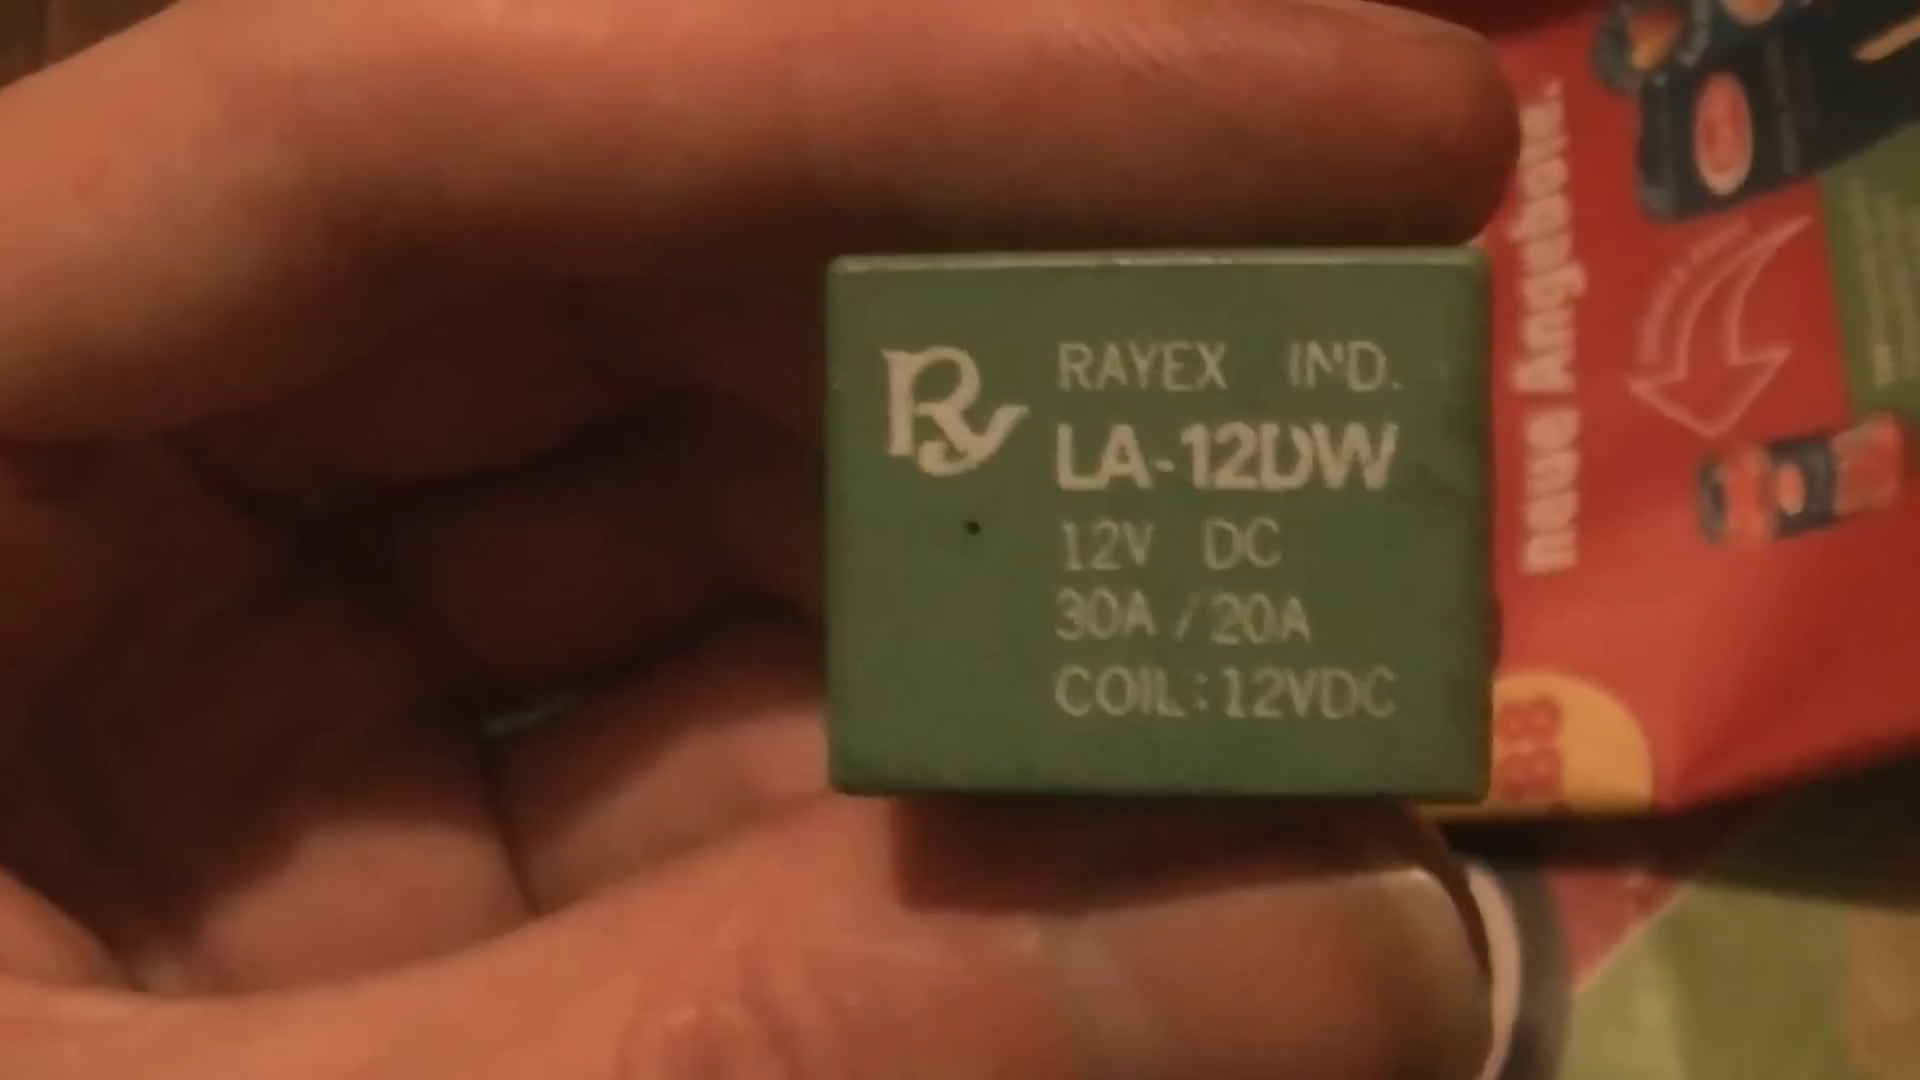 Ry
RAYEX IND.
LA-12DW
12V DC
30A / 20A
COIL:12VDC
neue Angebote.